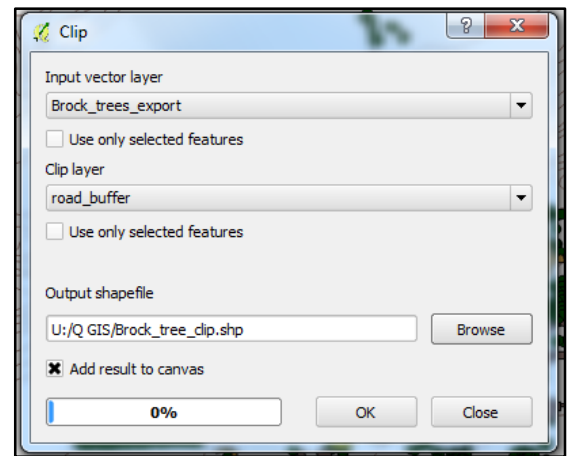 Clip
Input vector layer
Brock_trees_export
Use only selected features
Clip layer
road_buffer
Use only selected features
Output shapefile
U:/Q GIS/Brock_tree_clip.shp
Browse
Add result to canvas
0%
OK
Close